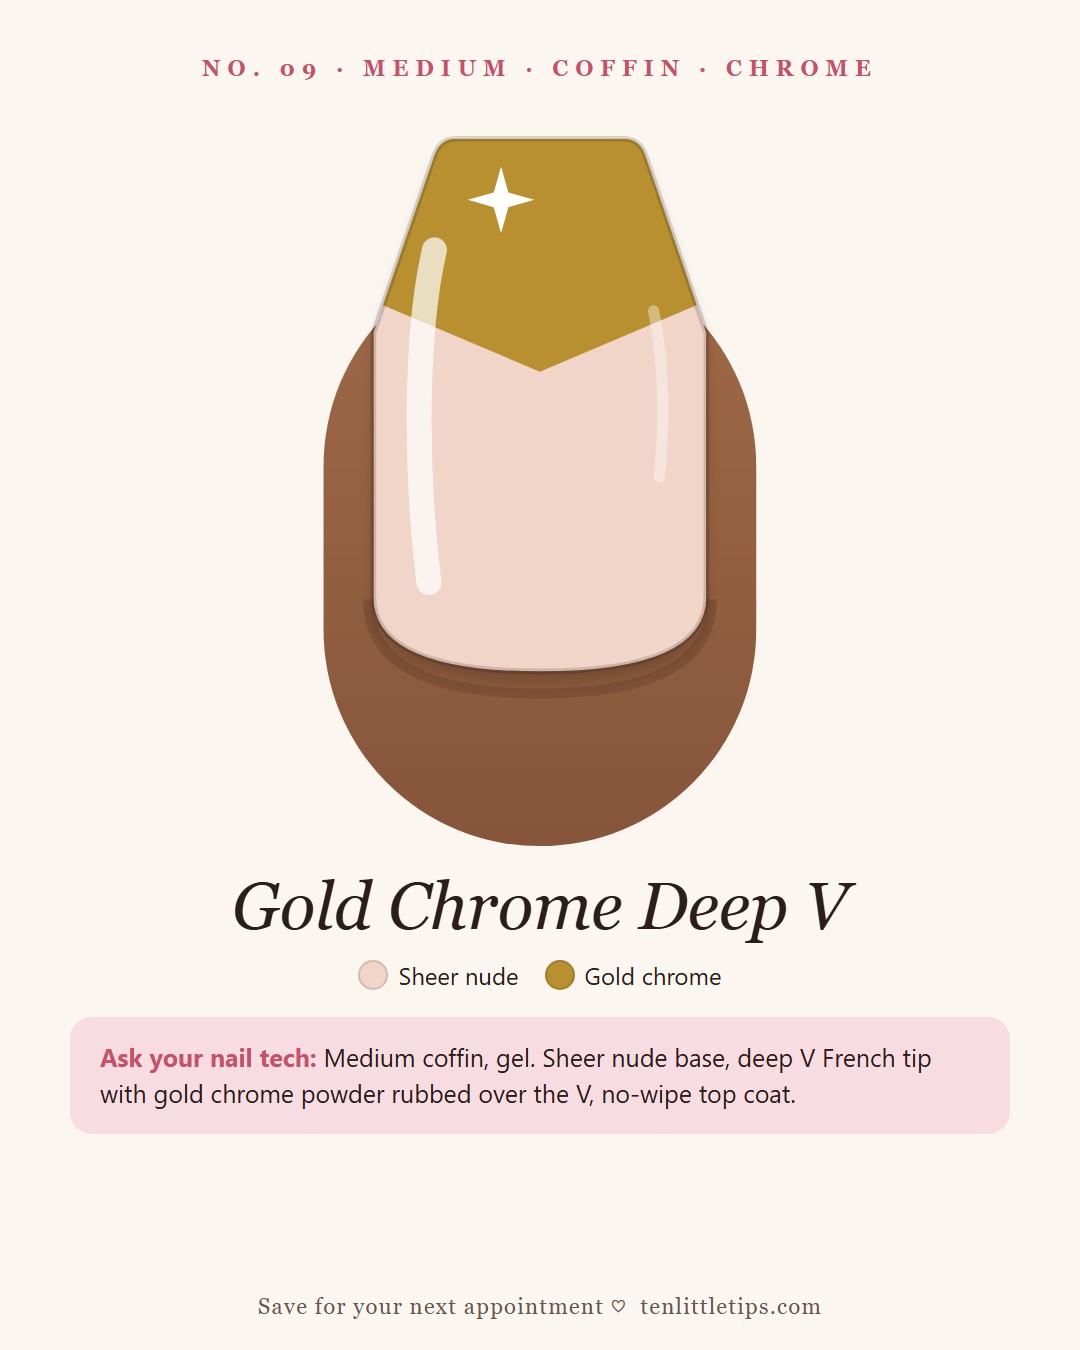 NO. 09 · MEDIUM · COFFIN · CHROME
Gold Chrome Deep V
Sheer nude Gold chrome
Ask your nail tech: Medium coffin, gel. Sheer nude base, deep V French tip
with gold chrome powder rubbed over the V, no-wipe top coat.
Save for your next appointment ♡ tenlittletips.com